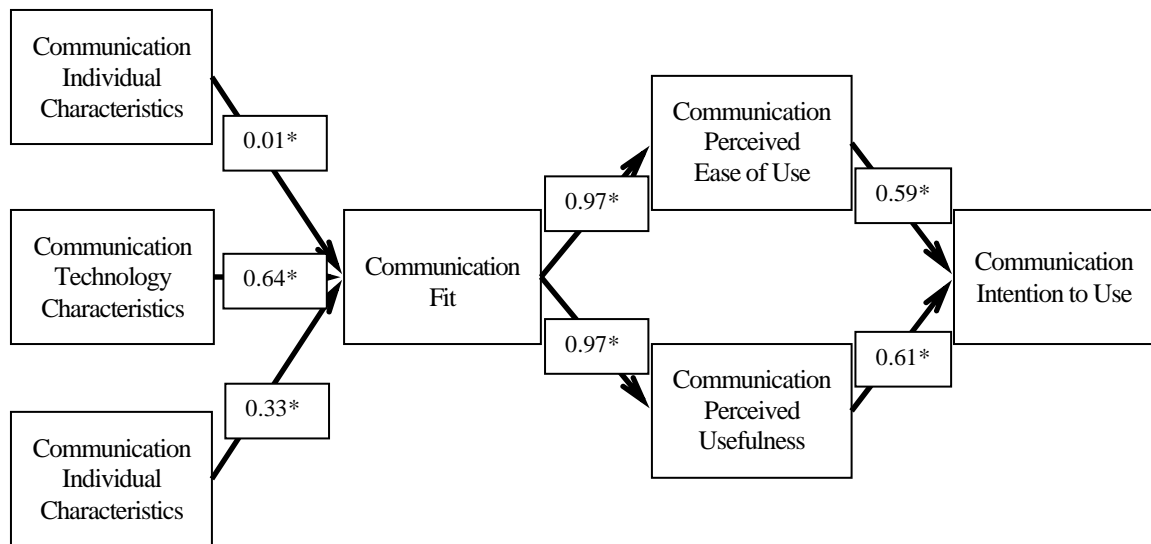 Communication
Individual
Characteristics
0.01*
Communication
Technology
Characteristics
0.64*
Communication
Individual
Characteristics
0.33*
Communication
Fit
0.97*
0.97*
Communication
Perceived
Ease of Use
Communication
Perceived
Usefulness
0.59*
0.61*
Communication
Intention to Use